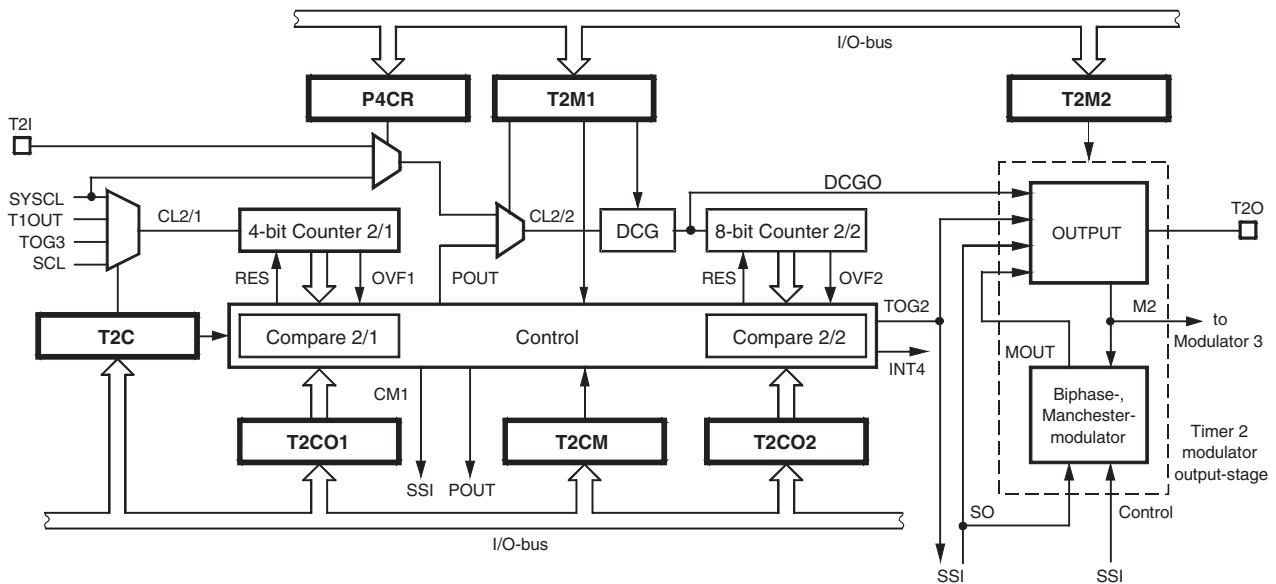 I/O-bus
P4CR
T2M1
T2M2
T2I
SYSCL
T1OUT
TOG3
SCL
CL2/1
4-bit Counter 2/1
CL2/2
DCG
8-bit Counter 2/2
DCGO
OUTPUT
T2O
RES
OVF1
POUT
RES
OVF2
TOG2
M2
to
Modulator 3
T2C
Compare 2/1
Control
Compare 2/2
INT4
MOUT
CM1
Biphase-,
Manchester-
modulator
T2CO1
T2CM
T2CO2
Timer 2
modulator
output-stage
SSI
POUT
SO
Control
I/O-bus
SSI
SSI